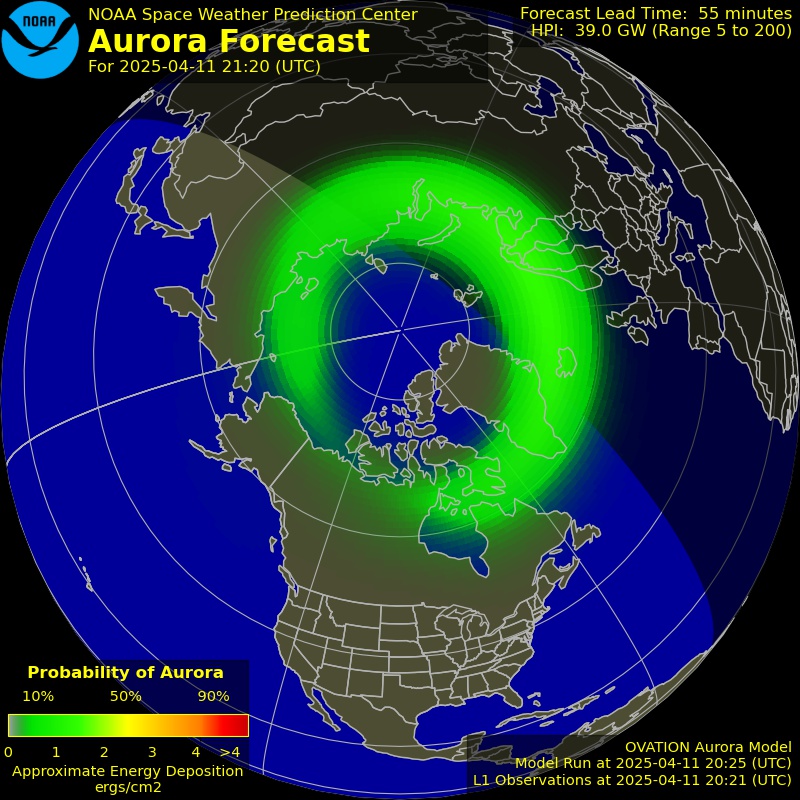 NOAA
NOAA Space Weather Prediction Center
Aurora Forecast
For 2025-04-11 21:20 (UTC)
Forecast Lead Time: 55 minutes
HPI: 39.0 GW (Range 5 to 200)
Probability of Aurora
10% 50% 90%
0 1 2 3 4 >4
Approximate Energy Deposition
ergs/cm2
OVATION Aurora Model
Model Run at 2025-04-11 20:25 (UTC)
L1 Observations at 2025-04-11 20:21 (UTC)